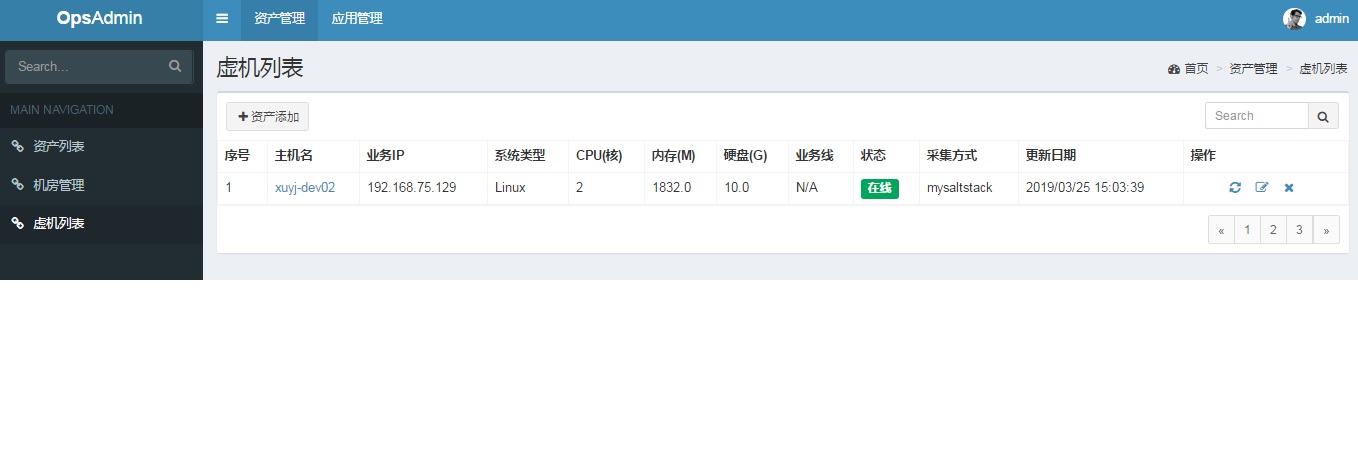 OpsAdmin 资产管理 应用管理 admin
Search...
MAIN NAVIGATION
资产列表
机房管理
虚机列表
虚机列表 首页 > 资产管理 > 虚机列表
资产添加 Search
序号 主机名 业务IP 系统类型 CPU(核) 内存(M) 硬盘(G) 业务线 状态 采集方式 更新日期 操作
1 xuyj-dev02 192.168.75.129 Linux 2 1832.0 10.0 N/A 在线 mysaltstack 2019/03/25 15:03:39
« 1 2 3 »